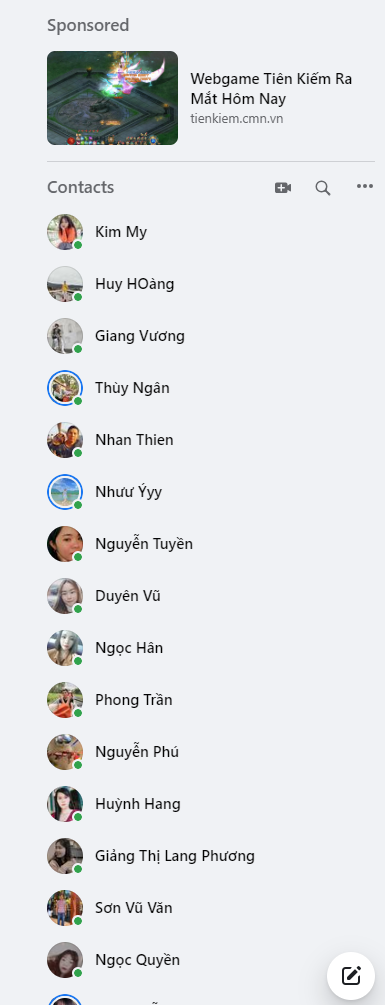 Sponsored
Webgame Tiên Kiếm Ra
Mắt Hôm Nay
tienkiem.cmn.vn
Contacts
Kim My
Huy HOàng
Giang Vương
Thùy Ngân
Nhan Thien
Nhưư Ýyy
Nguyễn Tuyền
Duyên Vũ
Ngọc Hân
Phong Trần
Nguyễn Phú
Huỳnh Hang
Giảng Thị Lang Phương
Sơn Vũ Văn
Ngọc Quyền